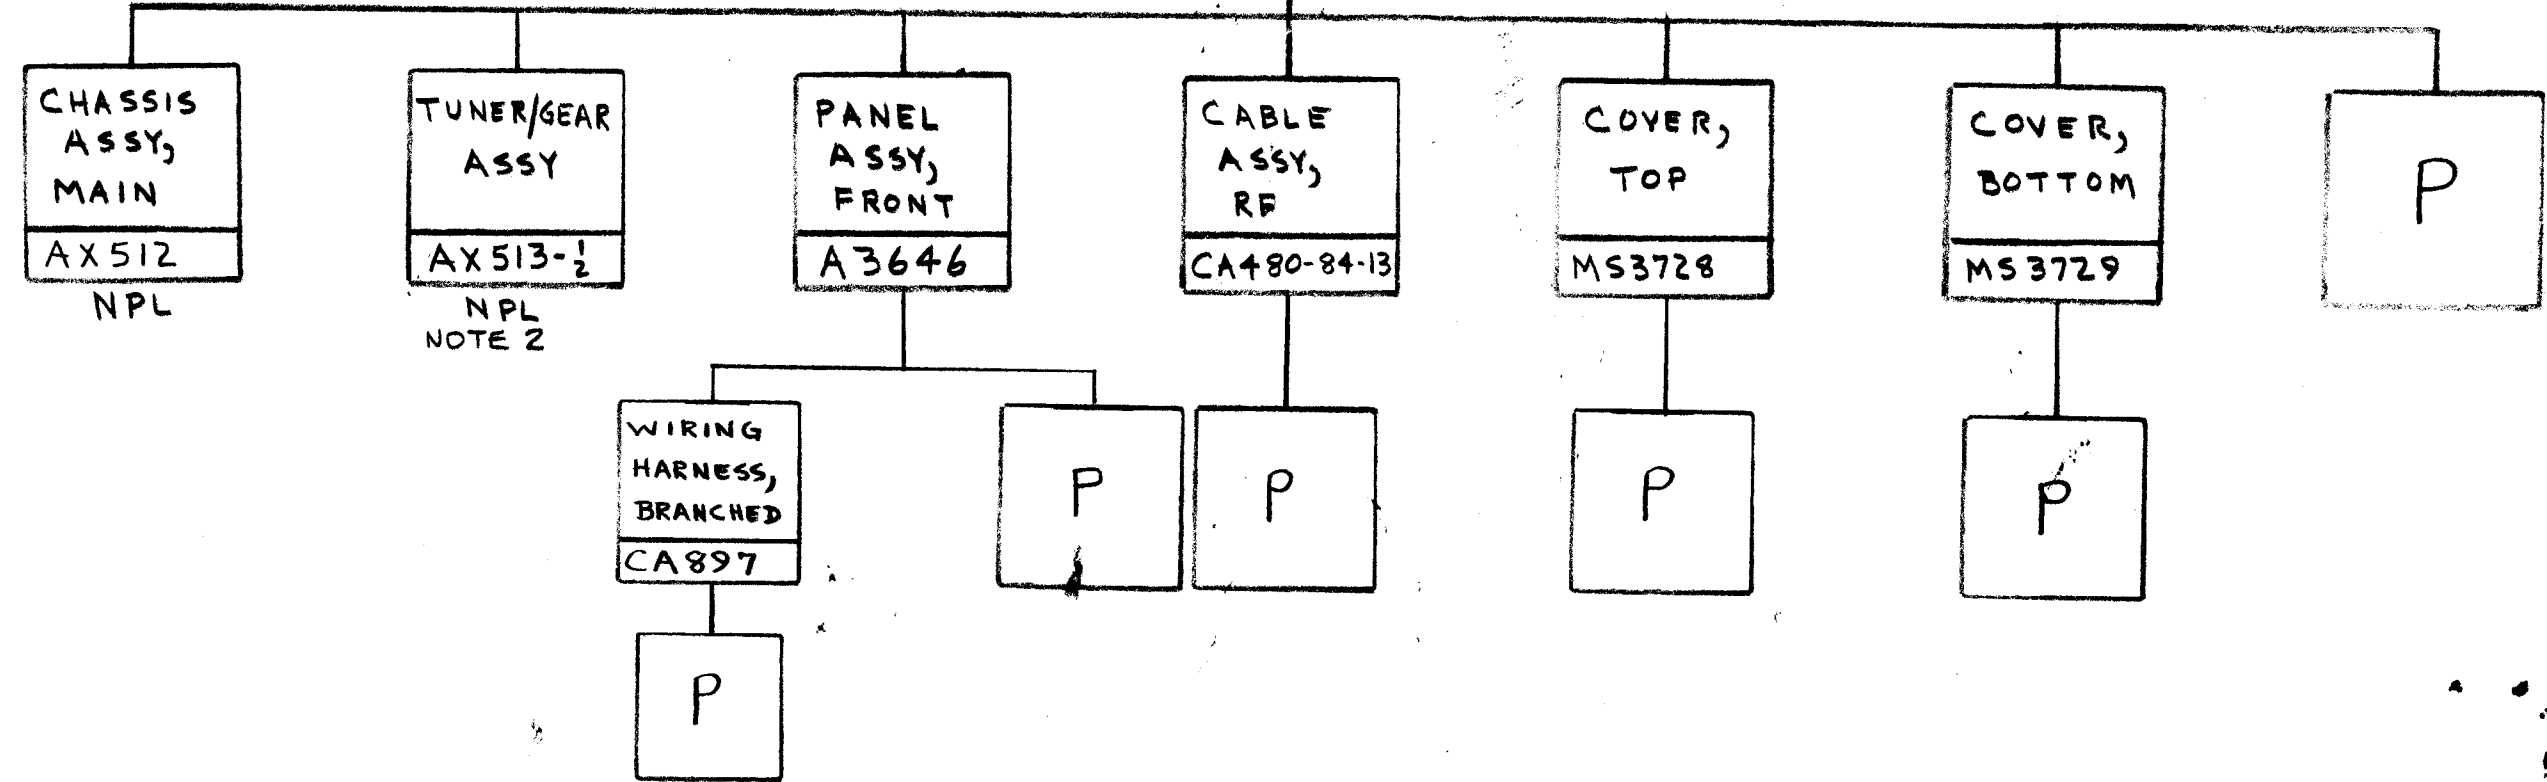 CHASSIS
ASSY,
MAIN
AX512
NPL
TUNER/GEAR
ASSY
AX513-1/2
NPL
NOTE 2
PANEL
ASSY,
FRONT
A3646
CABLE
ASSY,
RF
CA480-84-13
COVER,
TOP
MS3728
COVER,
BOTTOM
MS3729
P
WIRING
HARNESS,
BRANCHED
CA897
P
P
P
P
P